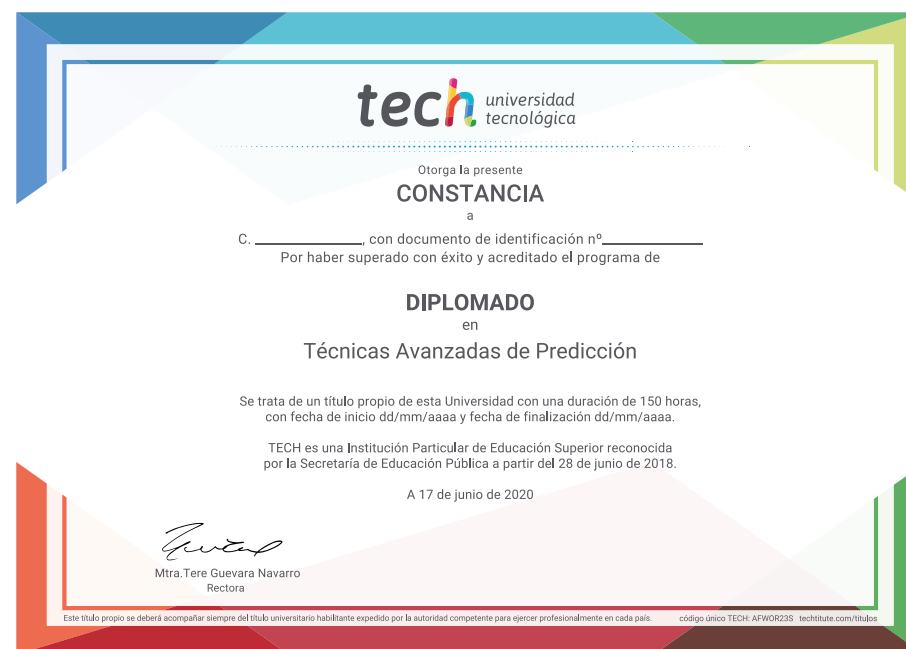 tech universidad
tecnológica
Otorga la presente
CONSTANCIA
a
C. ______________, con documento de identificación nº_____________
Por haber superado con éxito y acreditado el programa de
DIPLOMADO
en
Técnicas Avanzadas de Predicción
Se trata de un título propio de esta Universidad con una duración de 150 horas,
con fecha de inicio dd/mm/aaaa y fecha de finalización dd/mm/aaaa.
TECH es una Institución Particular de Educación Superior reconocida
por la Secretaría de Educación Pública a partir del 28 de junio de 2018.
A 17 de junio de 2020
Mtra.Tere Guevara Navarro
Rectora
Este título propio se deberá acompañar siempre del título universitario habilitante expedido por la autoridad competente para ejercer profesionalmente en cada país. código único TECH: AFWOR23S techtitute.com/titulos